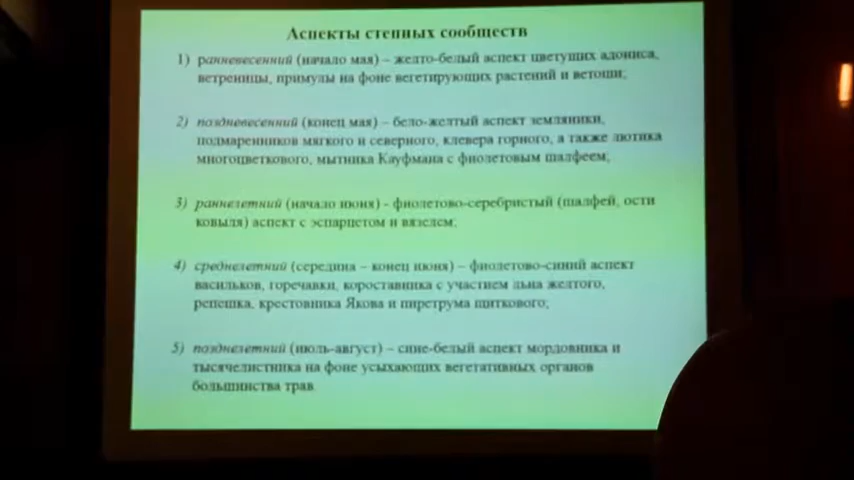 Аспекты степных сообществ
1) ранневесенний (начало мая) – желто-белый аспект цветущих адониса,
ветреницы, примулы на фоне вегетирующих растений и ветоши;
2) поздневесенний (конец мая) – бело-желтый аспект земляники,
подмаренников мягкого и северного, клевера горного, а также лютика
многоцветкового, мытника Кауфмана с фиолетовым шалфеем;
3) раннелетний (начало июня) - фиолетово-серебристый (шалфей, ости
ковыля) аспект с эспарцетом и вязелем;
4) среднелетний (середина – конец июня) – фиолетово-синий аспект
васильков, горечавки, короставника с участием льна желтого,
репешка, крестовника Якова и пиретрума щиткового;
5) позднелетний (июль-август) – сине-белый аспект мордовника и
тысячелистника на фоне усыхающих вегетативных органов
большинства трав.